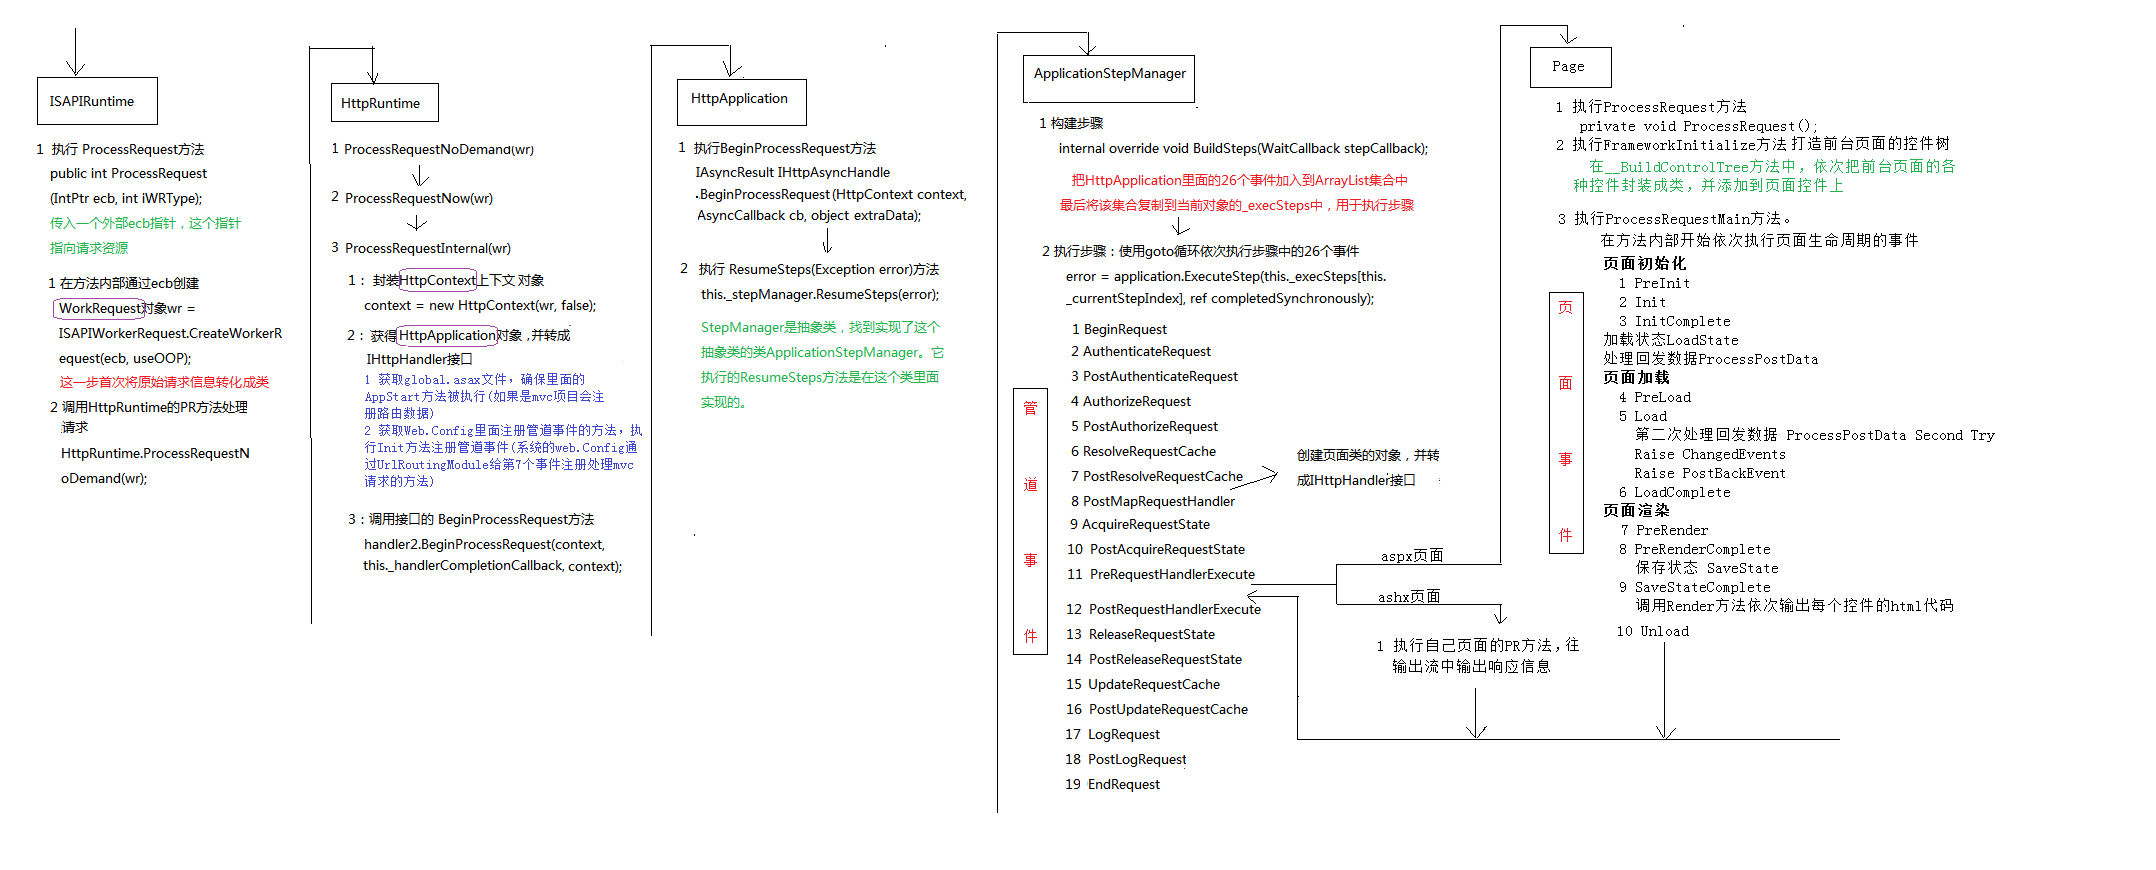 ISAPIRuntime
1 执行 ProcessRequest方法
public int ProcessRequest
(IntPtr ecb, int iWRType);
传入一个外部ecb指针，这个指针
指向请求资源
1 在方法内部通过ecb创建
WorkRequest对象wr =
ISAPIWorkerRequest.CreateWorkerR
equest(ecb, useOOP);
这一步首次将原始请求信息转化成类
2 调用HttpRuntime的PR方法处理
请求
HttpRuntime.ProcessRequestN
oDemand(wr);
HttpRuntime
1 ProcessRequestNoDemand(wr)
2 ProcessRequestNow(wr)
3 ProcessRequestInternal(wr)
1： 封装HttpContext上下文 对象
context = new HttpContext(wr, false);
2：获得HttpApplication对象，并转成
IHttpHandler接口
1 获取global.asax文件，确保里面的
AppStart方法被执行(如果是mvc项目会注
册路由数据)
2 获取Web.Config里面注册管道事件的方法，执
行Init方法注册管道事件(系统的web.Config通
过UrlRoutingModule给第7个事件注册处理mvc
请求的方法)
3：调用接口的 BeginProcessRequest方法
handler2.BeginProcessRequest(context,
this._handlerCompletionCallback, context);
HttpApplication
1 执行BeginProcessRequest方法
IAsyncResult IHttpAsyncHandle
.BeginProcessRequest(HttpContext context,
AsyncCallback cb, object extraData);
2 执行 ResumeSteps(Exception error)方法
this._stepManager.ResumeSteps(error);
StepManager是抽象类，找到实现了这个
抽象类的类ApplicationStepManager。它
执行的ResumeSteps方法是在这个类里面
实现的。
ApplicationStepManager
1 构建步骤
internal override void BuildSteps(WaitCallback stepCallback);
把HttpApplication里面的26个事件加入到ArrayList集合中
最后将该集合复制到当前对象的_execSteps中，用于执行步骤
2 执行步骤：使用goto循环依次执行步骤中的26个事件
error = application.ExecuteStep(this._execSteps[this.
_currentStepIndex], ref completedSynchronously);
管
道
事
件
1 BeginRequest
2 AuthenticateRequest
3 PostAuthenticateRequest
4 AuthorizeRequest
5 PostAuthorizeRequest
6 ResolveRequestCache
7 PostResolveRequestCache
8 PostMapRequestHandler
9 AcquireRequestState
10 PostAcquireRequestState
11 PreRequestHandlerExecute
12 PostRequestHandlerExecute
13 ReleaseRequestState
14 PostReleaseRequestState
15 UpdateRequestCache
16 PostUpdateRequestCache
17 LogRequest
18 PostLogRequest
19 EndRequest
创建页面类的对象，并转
成IHttpHandler接口
aspx页面
ashx页面
1 执行自己页面的PR方法，往
输出流中输出响应信息
Page
1 执行ProcessRequest方法
private void ProcessRequest();
2 执行FrameworkInitialize方法 打造前台页面的控件树
在__BuildControlTree方法中，依次把前台页面的各
种控件封装成类，并添加到页面控件上
3 执行ProcessRequestMain方法。
在方法内部开始依次执行页面生命周期的事件
页
面
事
件
页面初始化
1 PreInit
2 Init
3 InitComplete
加载状态LoadState
处理回发数据ProcessPostData
页面加载
4 PreLoad
5 Load
第二次处理回发数据 ProcessPostData Second Try
Raise ChangedEvents
Raise PostBackEvent
6 LoadComplete
页面渲染
7 PreRender
8 PreRenderComplete
保存状态 SaveState
9 SaveStateComplete
调用Render方法依次输出每个控件的html代码
10 Unload